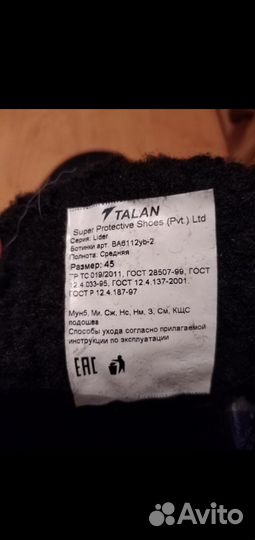 TALAN
Super Protective Shoes (Pvt.) Ltd
Серия: Lider
Ботинки арт. ВА6112уb-2
Полнота: Средняя
Размер: 45
ТР ТС 019/2011, ГОСТ 28507-99, ГОСТ
12.4.033-95, ГОСТ 12.4.137-2001,
ГОСТ Р 12.4.187-97
Мун5, Ми, Сж, Нс, Нм, З, См, КЩС
подошва
Способы ухода согласно прилагаемой
инструкции по эксплуатации
EAC
Avito